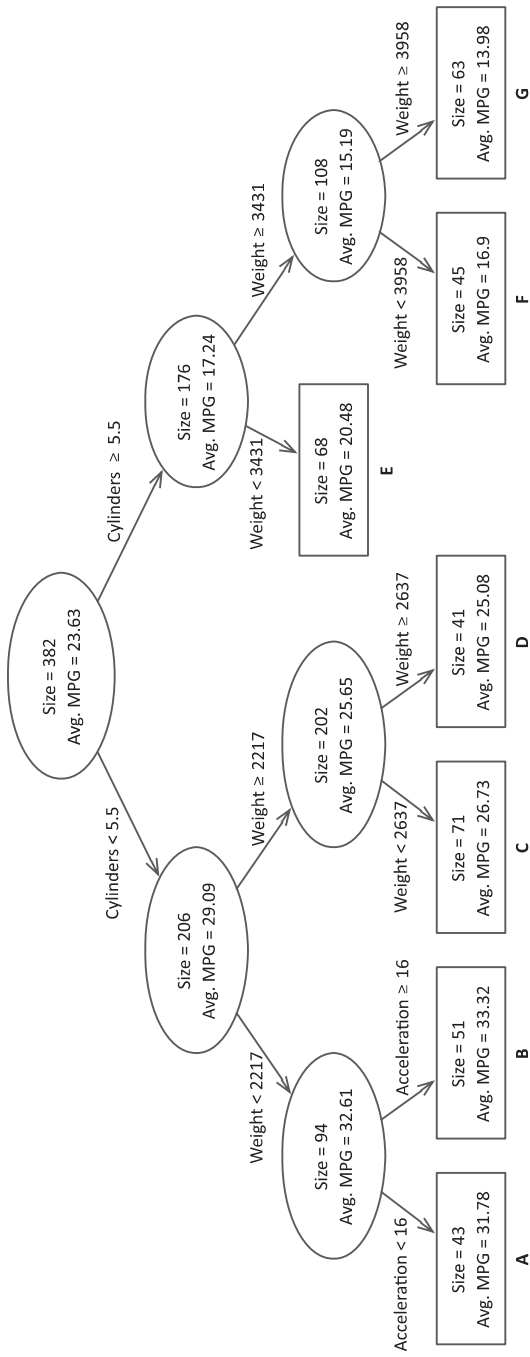 Size = 382
Avg. MPG = 23.63
Cylinders < 5.5
Cylinders ≥ 5.5
Size = 206
Avg. MPG = 29.09
Size = 176
Avg. MPG = 17.24
Weight < 2217
Weight ≥ 2217
Weight < 3431
Weight ≥ 3431
Size = 94
Avg. MPG = 32.61
Size = 202
Avg. MPG = 25.65
Size = 68
Avg. MPG = 20.48
E
Size = 108
Avg. MPG = 15.19
Acceleration < 16
Acceleration ≥ 16
Weight < 2637
Weight ≥ 2637
Weight < 3958
Weight ≥ 3958
Size = 43
Avg. MPG = 31.78
A
Size = 51
Avg. MPG = 33.32
B
Size = 71
Avg. MPG = 26.73
C
Size = 41
Avg. MPG = 25.08
D
Size = 45
Avg. MPG = 16.9
F
Size = 63
Avg. MPG = 13.98
G